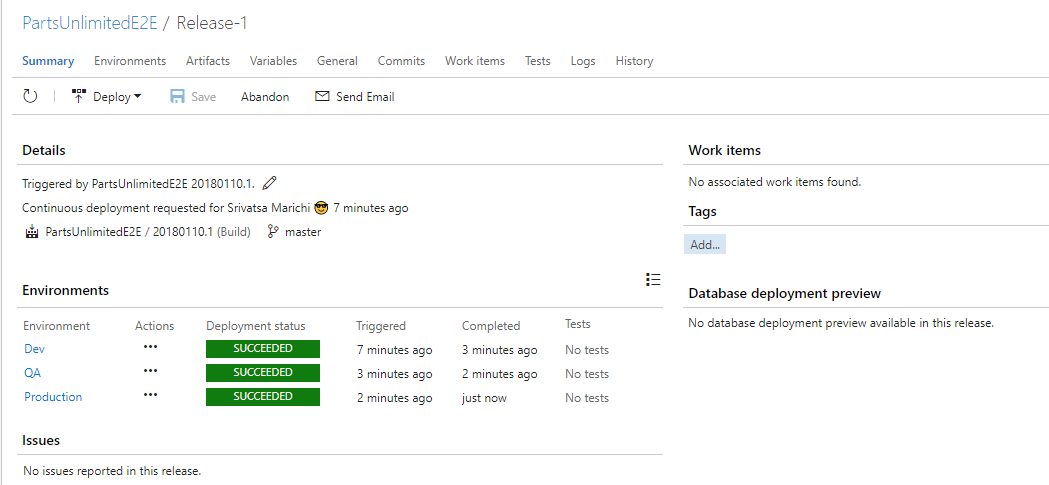 PartsUnlimitedE2E / Release-1
Summary Environments Artifacts Variables General Commits Work items Tests Logs History
Deploy Save Abandon Send Email
Details
Triggered by PartsUnlimitedE2E 20180110.1.
Continuous deployment requested for Srivatsa Marichi 😎 7 minutes ago
PartsUnlimitedE2E / 20180110.1 (Build) master
Environments
Environment Actions Deployment status Triggered Completed Tests
Dev ••• SUCCEEDED 7 minutes ago 3 minutes ago No tests
QA ••• SUCCEEDED 3 minutes ago 2 minutes ago No tests
Production ••• SUCCEEDED 2 minutes ago just now No tests
Issues
No issues reported in this release.
Work items
No associated work items found.
Tags
Add...
Database deployment preview
No database deployment preview available in this release.